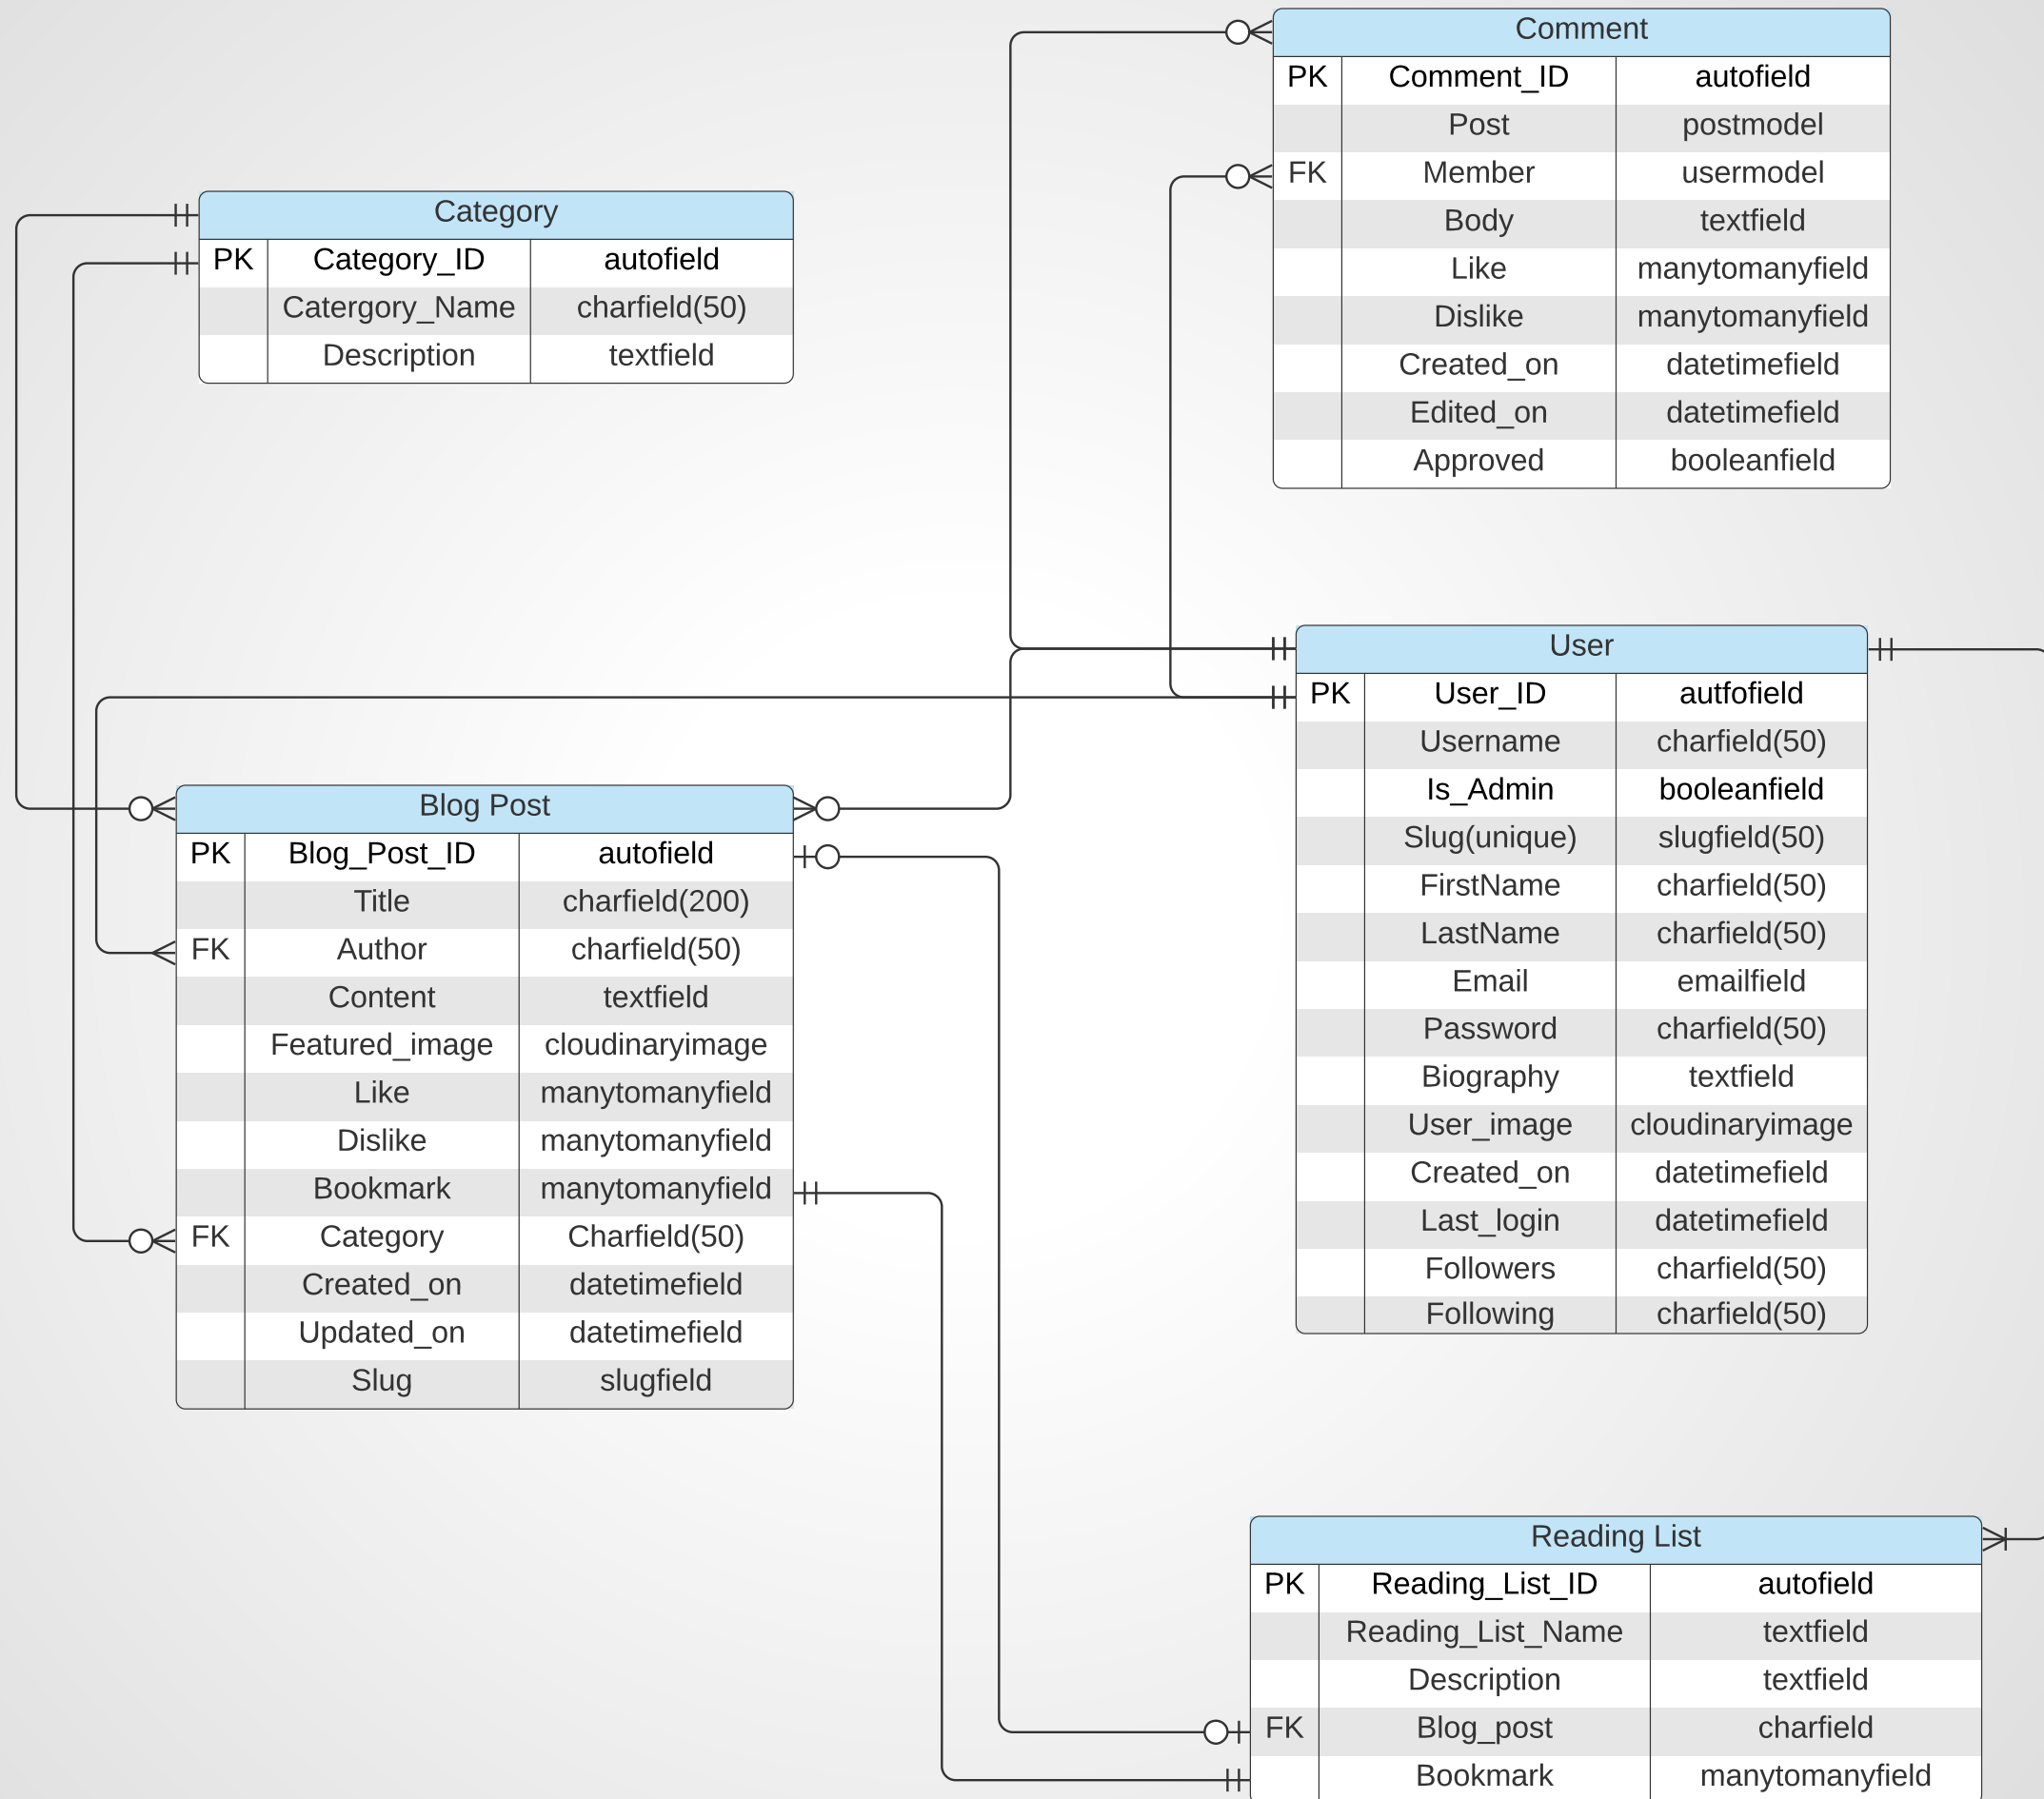 Comment
PK Comment_ID autofield
Post postmodel
FK Member usermodel
Body textfield
Like manytomanyfield
Dislike manytomanyfield
Created_on datetimefield
Edited_on datetimefield
Approved booleanfield
Category
PK Category_ID autofield
Catergory_Name charfield(50)
Description textfield
User
PK User_ID autfofield
Username charfield(50)
Is_Admin booleanfield
Slug(unique) slugfield(50)
FirstName charfield(50)
LastName charfield(50)
Email emailfield
Password charfield(50)
Biography textfield
User_image cloudinaryimage
Created_on datetimefield
Last_login datetimefield
Followers charfield(50)
Following charfield(50)
Blog Post
PK Blog_Post_ID autofield
Title charfield(200)
FK Author charfield(50)
Content textfield
Featured_image cloudinaryimage
Like manytomanyfield
Dislike manytomanyfield
Bookmark manytomanyfield
FK Category Charfield(50)
Created_on datetimefield
Updated_on datetimefield
Slug slugfield
Reading List
PK Reading_List_ID autofield
Reading_List_Name textfield
Description textfield
FK Blog_post charfield
Bookmark manytomanyfield